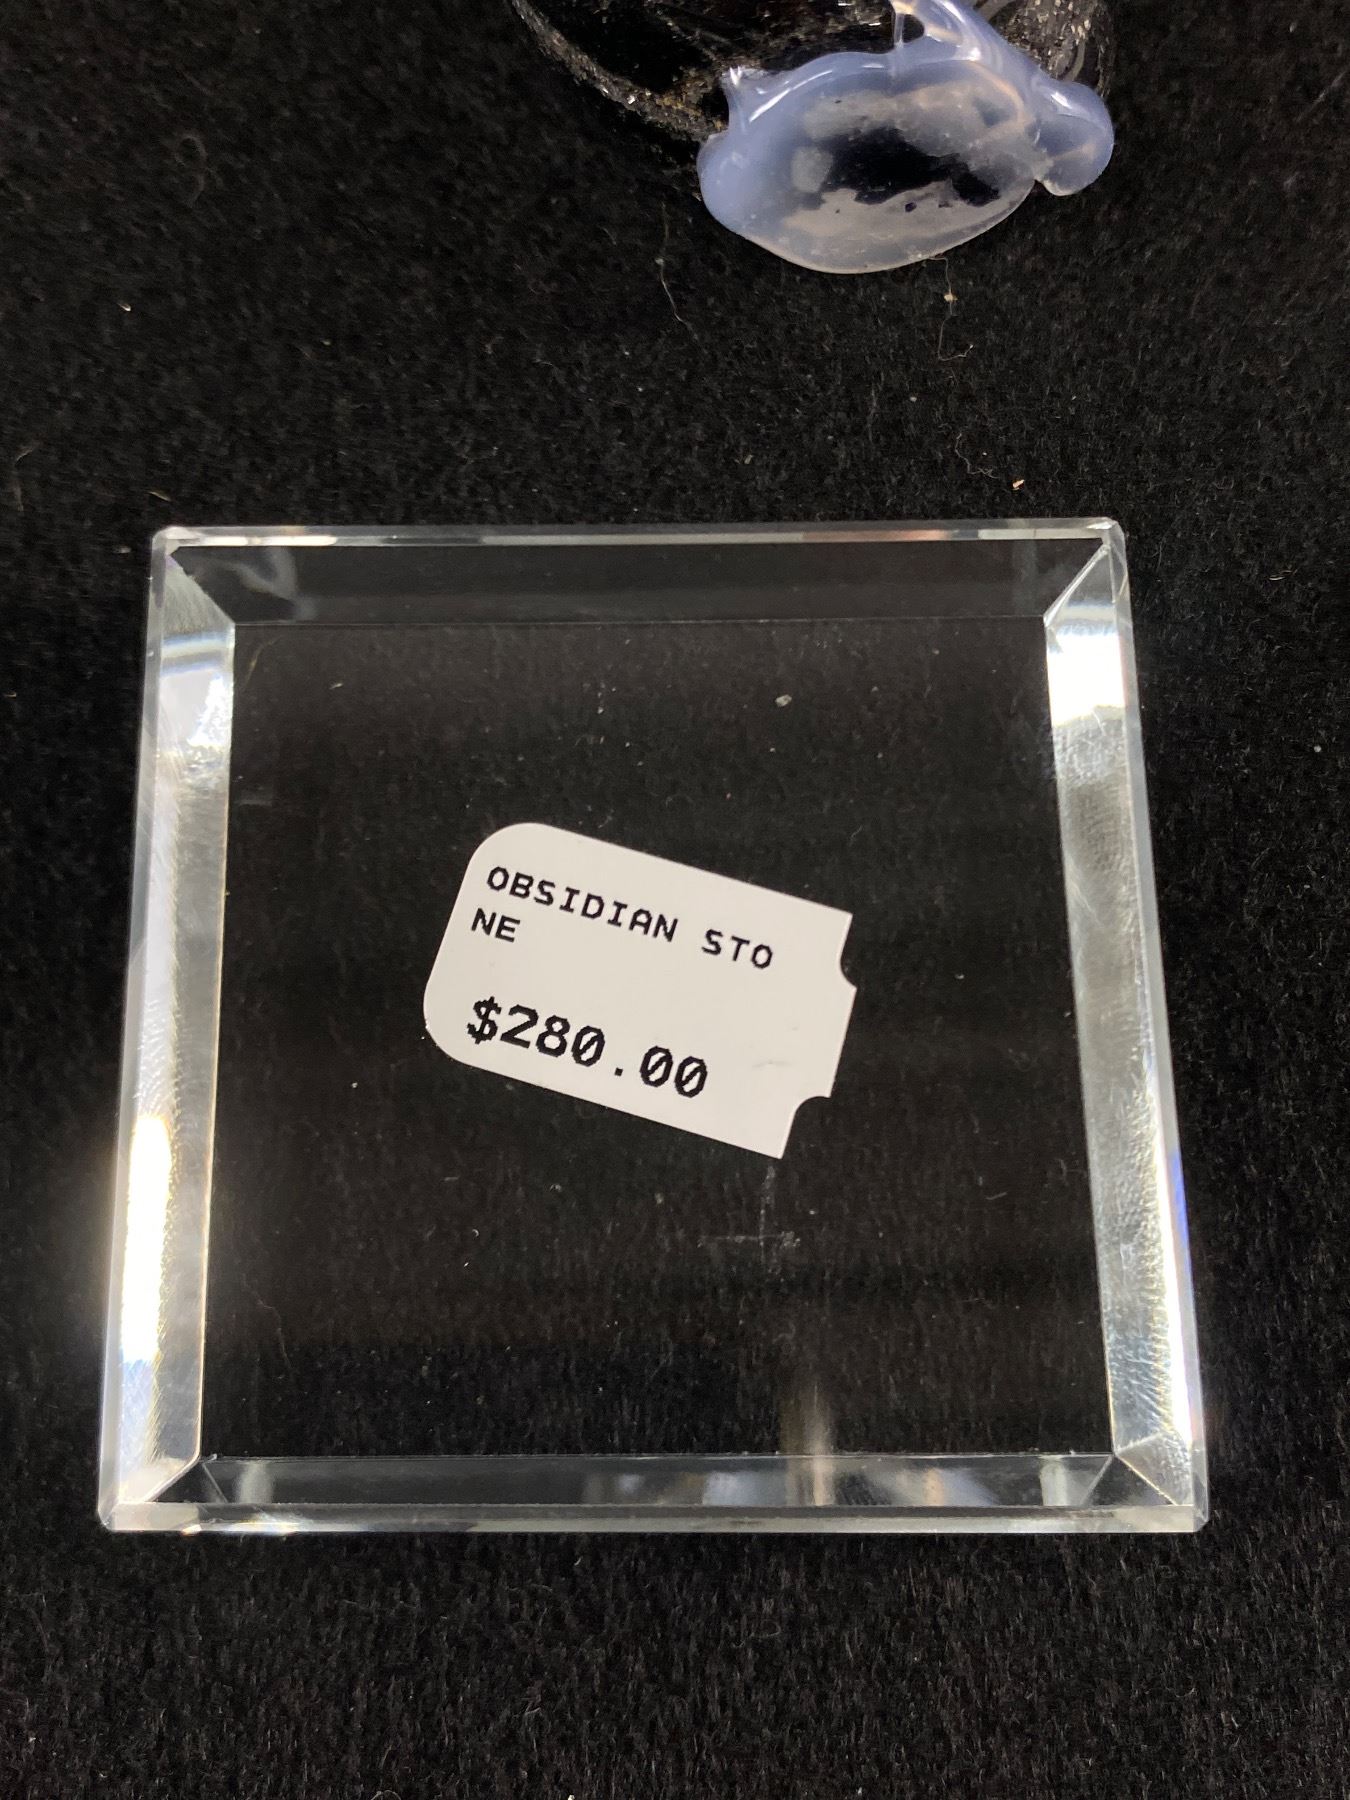 OBSIDIAN STO
NE
$280.00